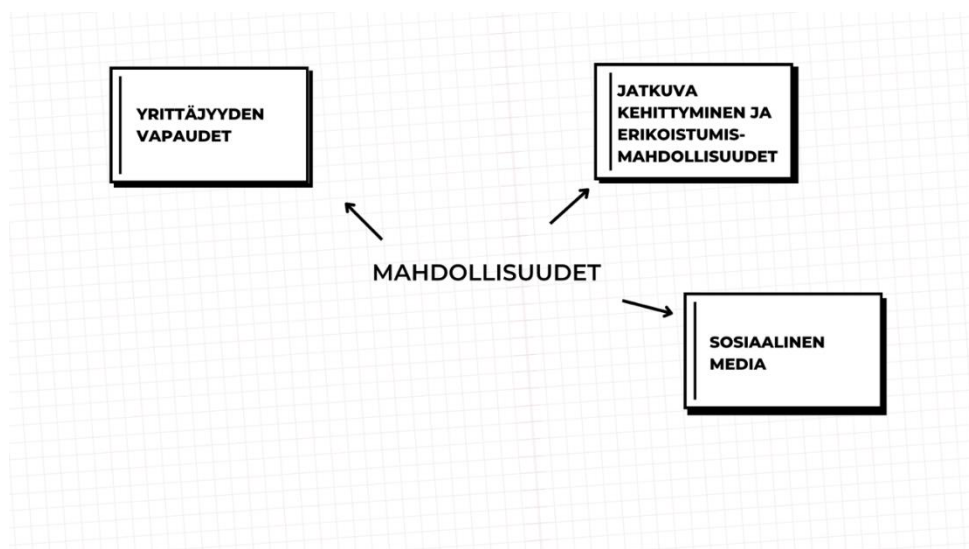 YRITTÄJYYDEN
VAPAUDET
JATKUVA
KEHITTYMINEN JA
ERIKOISTUMIS-
MAHDOLLISUUDET
MAHDOLLISUUDET
SOSIAALINEN
MEDIA